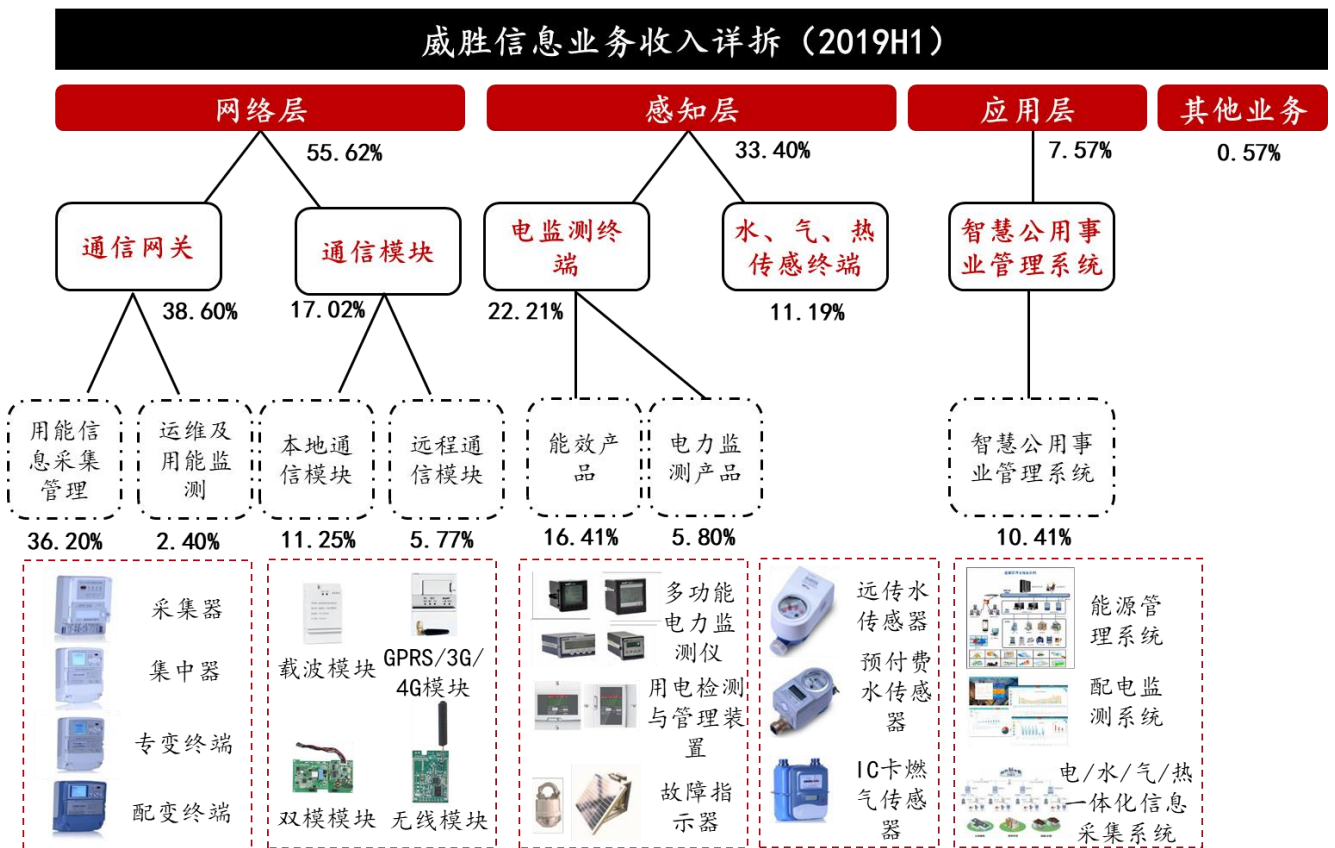 威胜信息业务收入详拆（2019H1）
网络层
感知层
应用层
其他业务
55.62%
33.40%
7.57%
0.57%
通信网关
通信模块
电监测终
端
水、气、热
传感终端
智慧公用事
业管理系统
38.60%
17.02%
22.21%
11.19%
用能信
息采集
管理
运维及
用能监
测
本地通
信模块
远程通
信模块
能效产
品
电力监
测产品
智慧公用事
业管理系统
36.20%
2.40%
11.25%
5.77%
16.41%
5.80%
10.41%
采集器
集中器
专变终端
配变终端
载波模块
GPRS/3G/
4G模块
双模模块
无线模块
多功能
电力监
测仪
用电检测
与管理装
置
故障指
示器
远传水
传感器
预付费
水传感
器
IC卡燃
气传感
器
能源管
理系统
配电监
测系统
电/水/气/热
一体化信息
采集系统